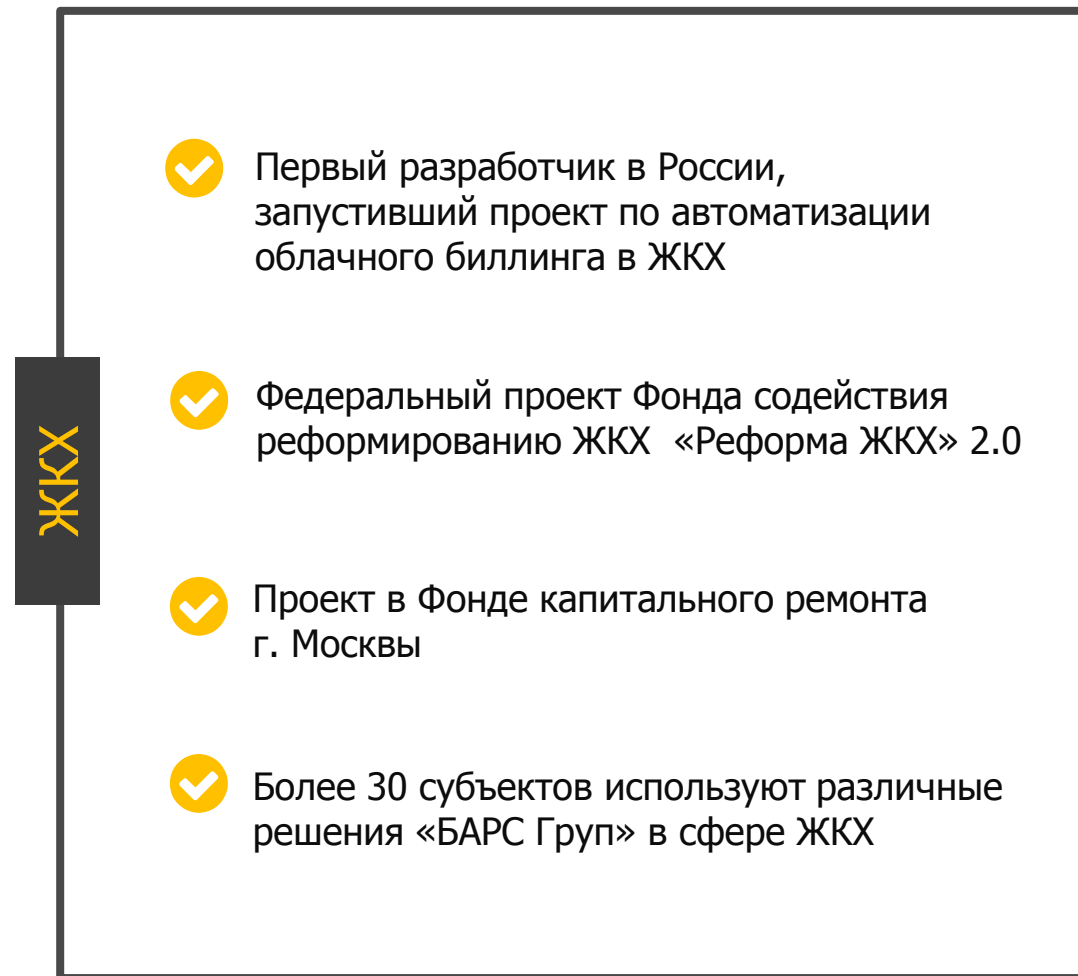 Первый разработчик в России,
запустивший проект по автоматизации
облачного биллинга в ЖКХ
Федеральный проект Фонда содействия
реформированию ЖКХ «Реформа ЖКХ» 2.0
ЖКХ
Проект в Фонде капитального ремонта
г. Москвы
Более 30 субъектов используют различные
решения «БАРС Груп» в сфере ЖКХ